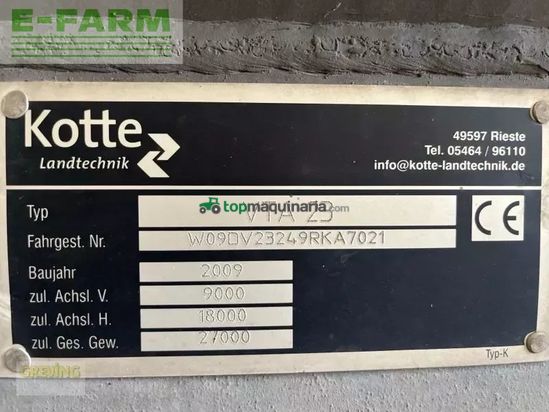 E-FARM
Kotte
Landtechnik
49597 Rieste
Tel. 05464 / 96110
info@kotte-landtechnik.de
Typ
topmaquinaria.com
Fahrgest. Nr. W09DV23249RKA7021
CE
Baujahr 2009
zul. Achsl. V. 9000
zul. Achsl. H. 18000
zul. Ges. Gew. 27000
Typ-K